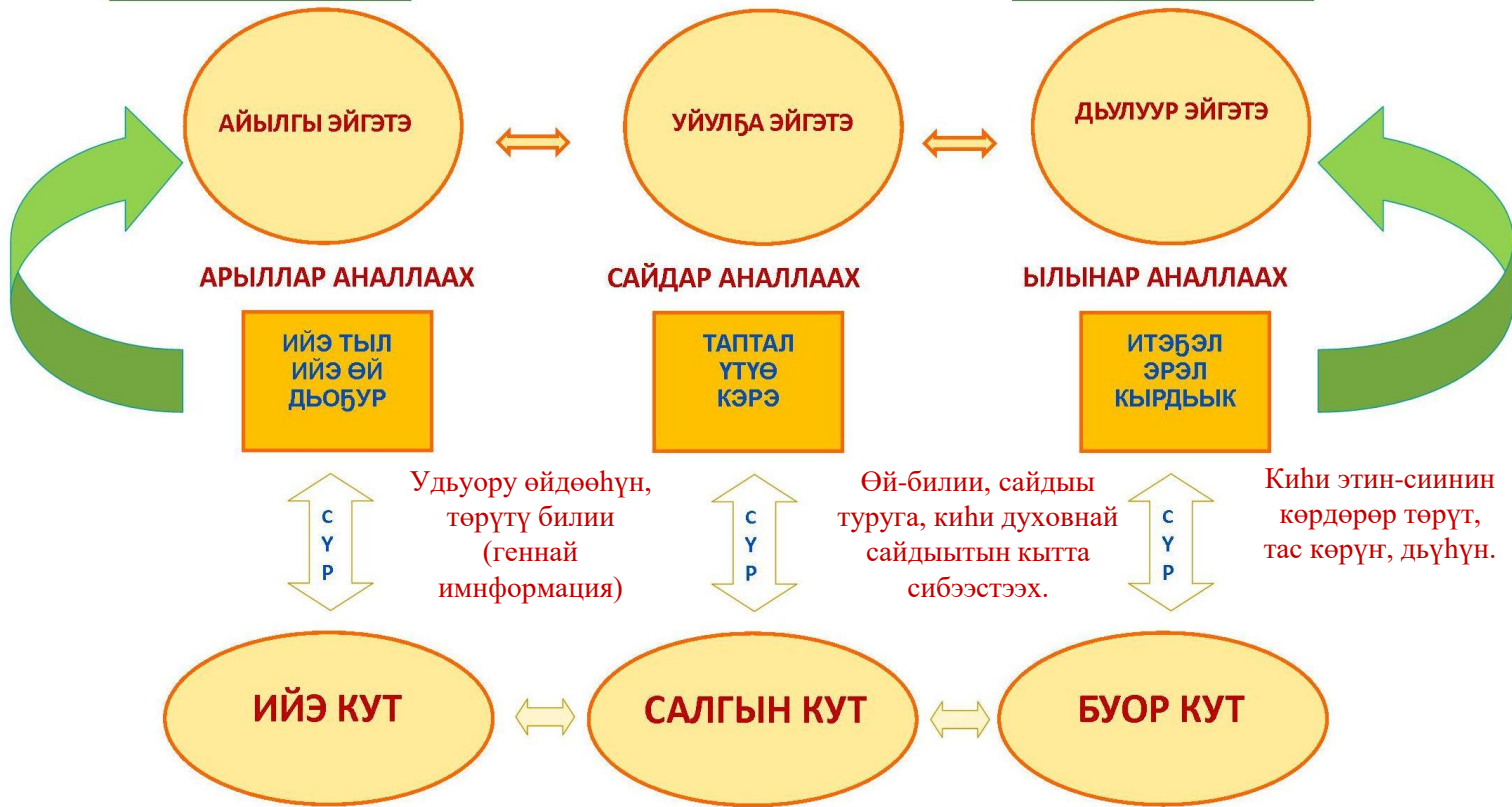 АЙЫЛГЫ ЭЙГЭТЭ
УЙУЛҔА ЭЙГЭТЭ
ДЬУЛУУР ЭЙГЭТЭ
АРЫЛЛАР АНАЛЛААХ
САЙДАР АНАЛЛААХ
ЫЛЫНАР АНАЛЛААХ
ИЙЭ ТЫЛ
ИЙЭ ӨЙ
ДЬОҔУР
ТАПТАЛ
ҮТҮӨ
КЭРЭ
ИТЭҔЭЛ
ЭРЭЛ
КЫРДЬЫК
С
Ү
Р
Удьуору өйдөөһүн,
төрүтү билии
(геннай
имнформация)
С
Ү
Р
Өй-билии, сайдыы
туруга, киһи духовнай
сайдыытын кытта
сибээстээх.
С
Ү
Р
Киһи этин-сиинин
көрдөрөр төрүт,
тас көрүҥ, дьүһүн.
ИЙЭ КУТ
САЛГЫН КУТ
БУОР КУТ